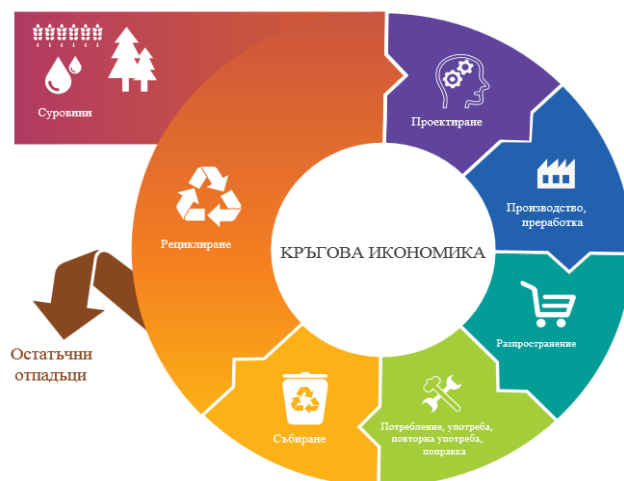 Суровини
Проектиране
Производство,
преработка
Рециклиране
КРЪГОВА ИКОНОМИКА
Разпространение
Остатъчни
отпадъци
Събиране
Потребление, употреба,
повторна употреба,
поправка